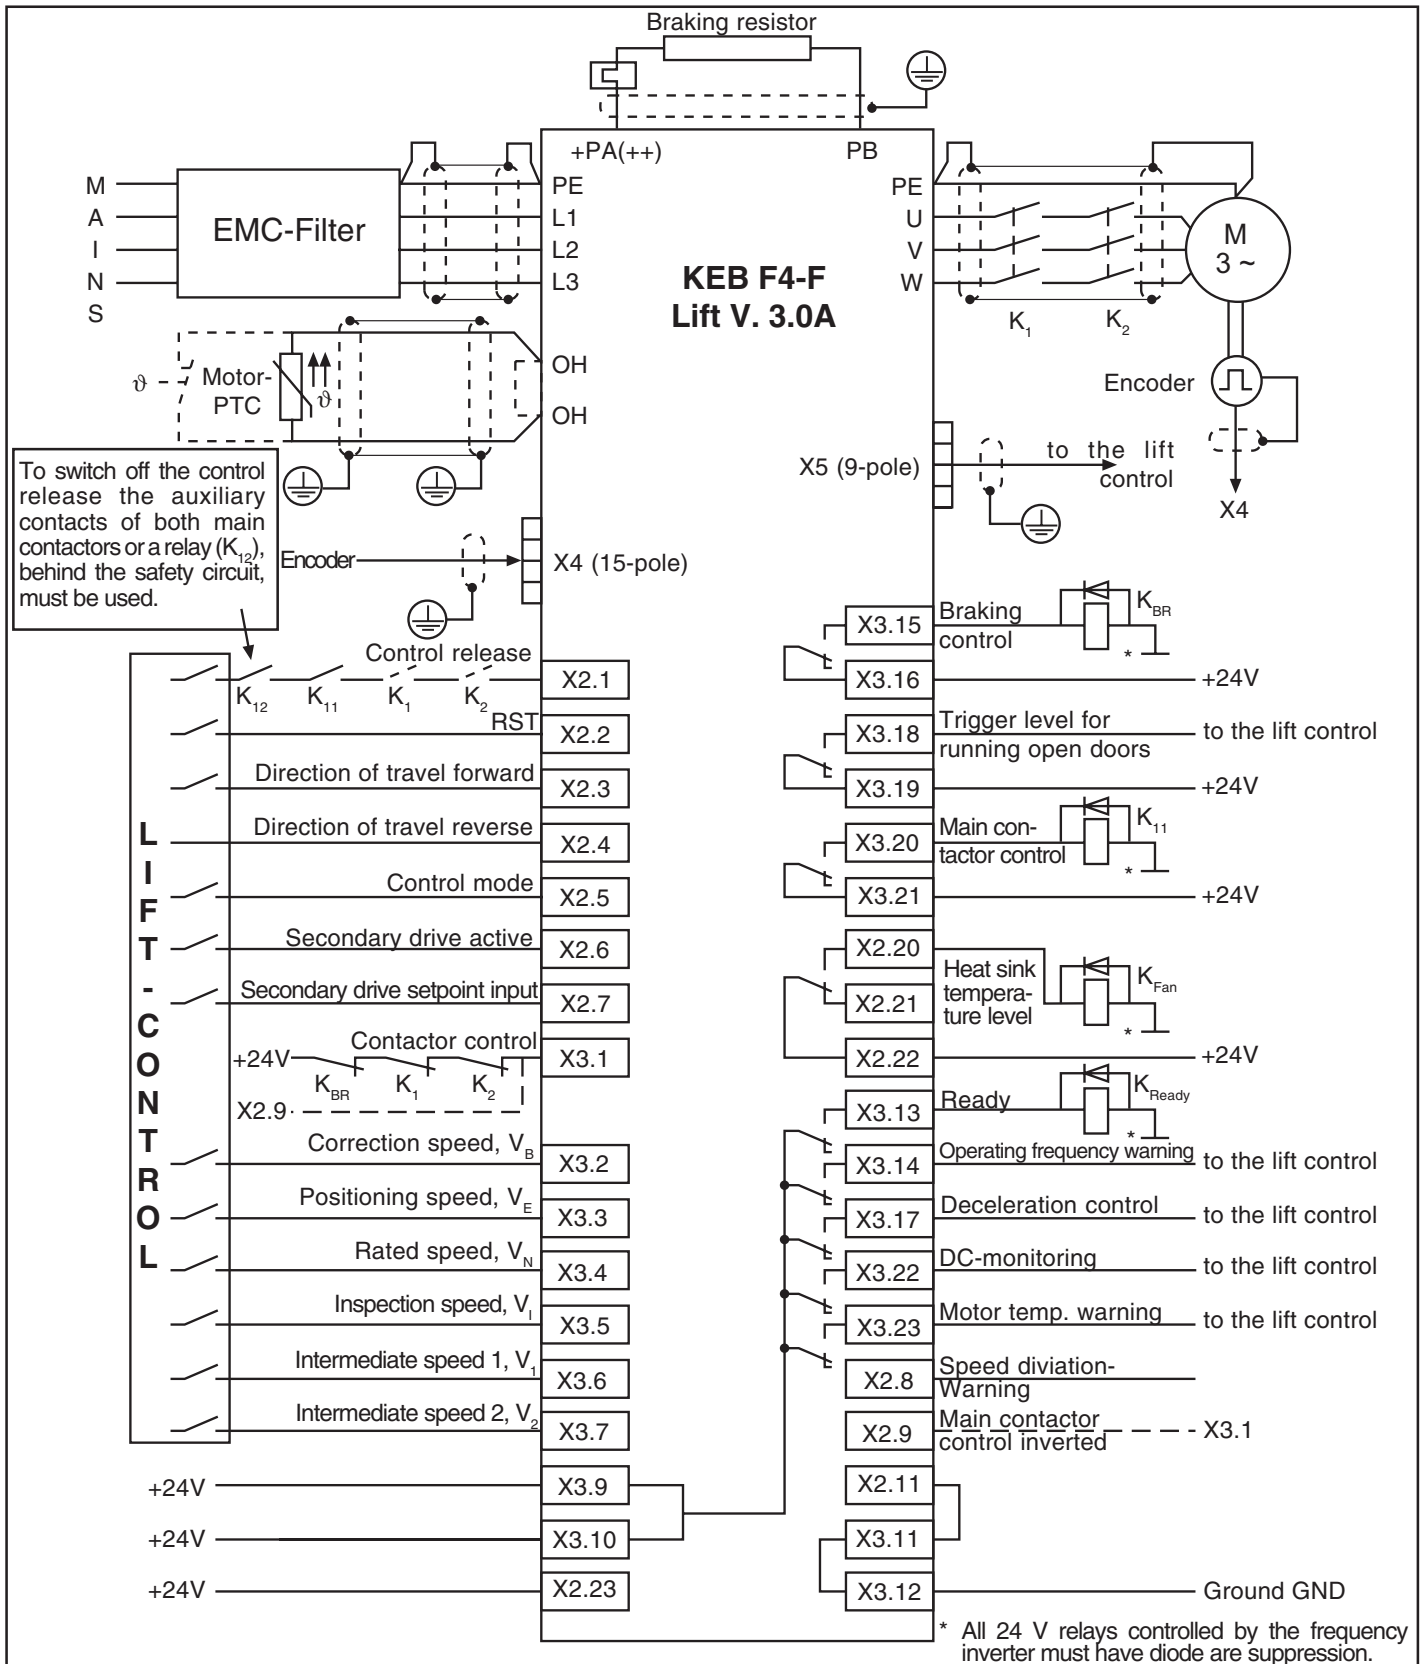 Braking resistor
+PA(++)
PB
M
A
I
N
S
EMC-Filter
PE
L1
L2
L3
KEB F4-F
Lift V. 3.0A
PE
U
V
W
K1
K2
M
3 ~
ϑ
Motor-
PTC
ϑ
OH
OH
Encoder
X4
X5 (9-pole)
to the lift
control
To switch off the control
release the auxiliary
contacts of both main
contactors or a relay (K12),
behind the safety circuit,
must be used.
Encoder
X4 (15-pole)
LIFT-CONTROL
Control release
K12
K11
K1
K2
X2.1
RST
X2.2
Direction of travel forward
X2.3
Direction of travel reverse
X2.4
Control mode
X2.5
Secondary drive active
X2.6
Secondary drive setpoint input
X2.7
Contactor control
+24V
KBR
K1
K2
X3.1
X2.9
Correction speed, VB
X3.2
Positioning speed, VE
X3.3
Rated speed, VN
X3.4
Inspection speed, VI
X3.5
Intermediate speed 1, V1
X3.6
Intermediate speed 2, V2
X3.7
+24V
X3.9
+24V
X3.10
+24V
X2.23
X3.15
Braking
control
KBR
*
X3.16
+24V
X3.18
Trigger level for
running open doors
to the lift control
X3.19
+24V
X3.20
Main con-
tactor control
K11
*
X3.21
+24V
X2.20
Heat sink
tempera-
ture level
KFan
*
X2.21
X2.22
+24V
X3.13
Ready
KReady
*
X3.14
Operating frequency warning
to the lift control
X3.17
Deceleration control
to the lift control
X3.22
DC-monitoring
to the lift control
X3.23
Motor temp. warning
to the lift control
X2.8
Speed diviation-
Warning
X2.9
Main contactor
control inverted
X3.1
X2.11
X3.11
X3.12
Ground GND
* All 24 V relays controlled by the frequency
inverter must have diode are suppression.